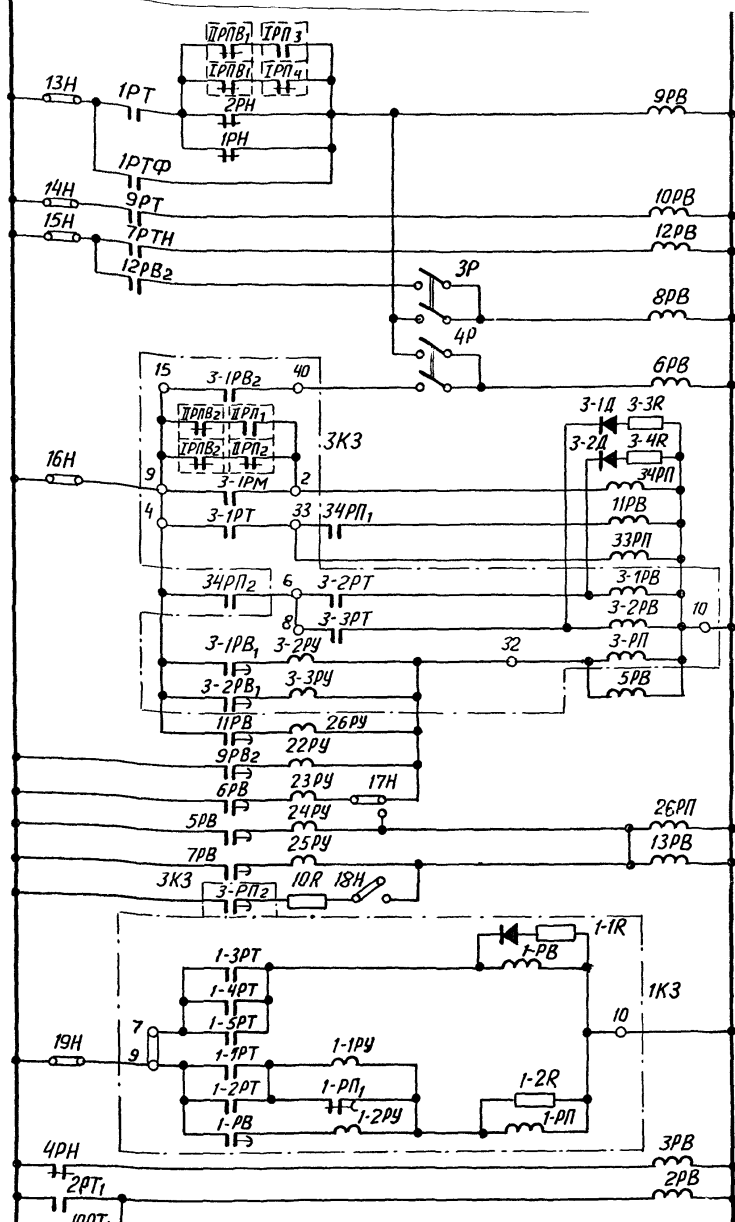 IIРПВ1 IРП3
IРПВ1 IРП4
13Н 1РТ 2РН 9РВ
1РН
1РТФ
14Н 9РТ 10РВ
15Н 7РТН 12РВ
12РВ2 3Р 8РВ
4Р 6РВ
15 3-1РВ2 40
IIРПВ2 IIРП1 3КЗ 3-1Д 3-3R
IРПВ2 IIРП2 3-2Д 3-4R
16Н 9 3-1РМ 2 34РП
4 3-1РТ 33 34РП1 11РВ
33РП
34РП2 6 3-2РТ 3-1РВ
8 3-3РТ 3-2РВ 10
3-1РВ1 3-2РУ 32 3-РП
3-2РВ1 3-3РУ 5РВ
11РВ 26РУ
9РВ2 22РУ
6РВ 23РУ 17Н
5РВ 24РУ 26РП
7РВ 25РУ 13РВ
3КЗ 3-РП2 10R 18Н
1-3РТ 1-1R
1-РВ
1-4РТ 1КЗ
7 1-5РТ 10
19Н 9 1-1РТ 1-1РУ
1-2РТ 1-РП1 1-2R
1-РВ 1-2РУ 1-РП
4РН 3РВ
2РТ1 2РВ